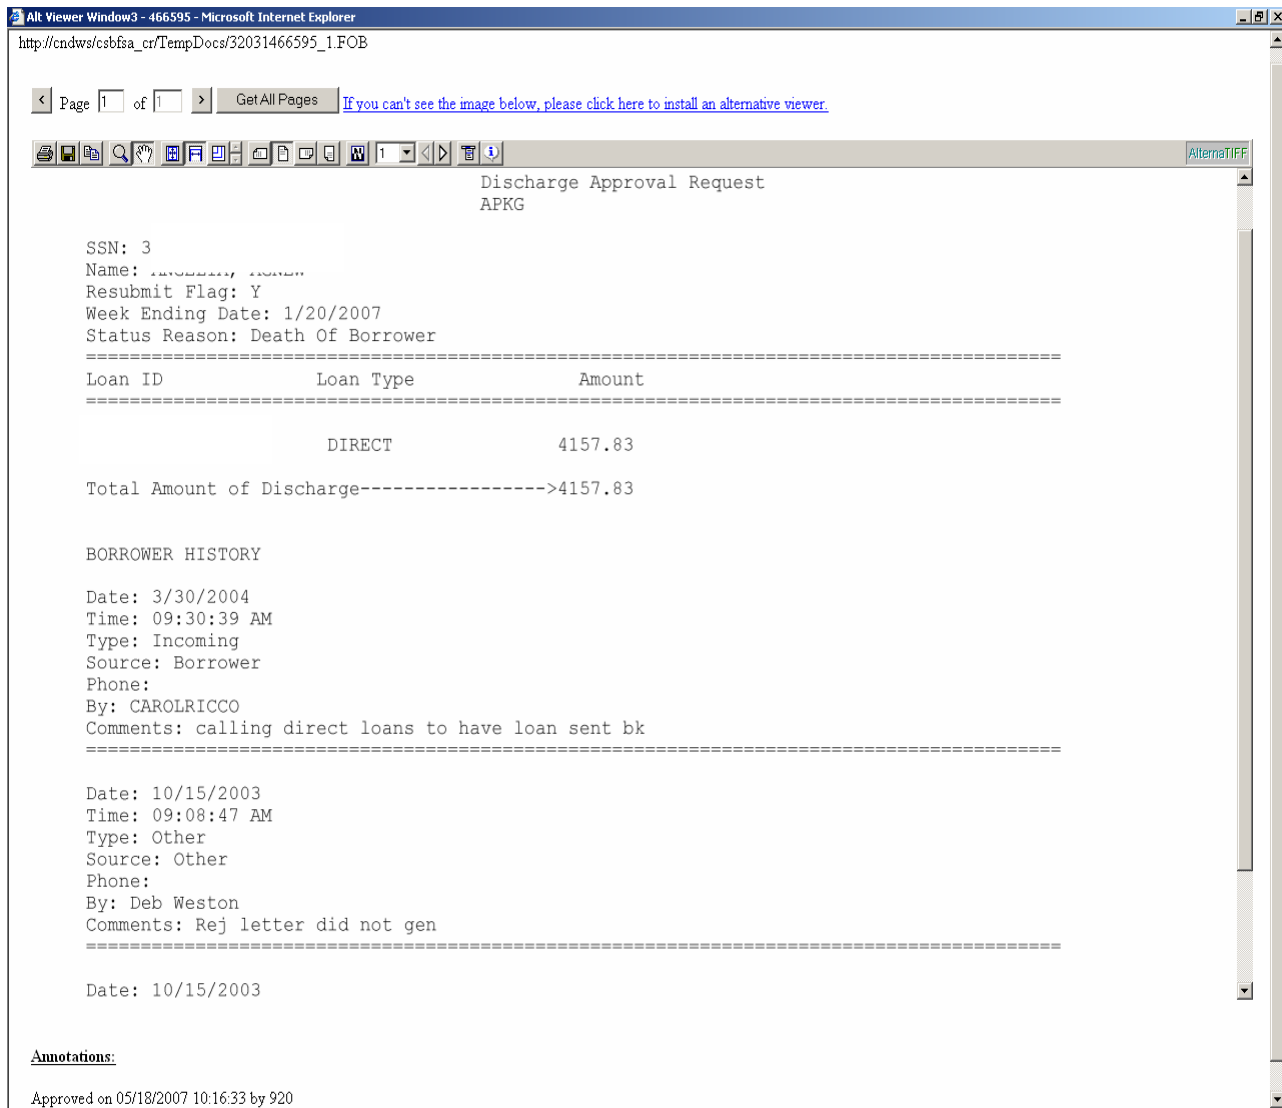 Alt Viewer Window3 - 466595 - Microsoft Internet Explorer
http://cndws/csbfsa_cr/TempDocs/32031466595_1.FOB
< Page 1 of 1 > Get All Pages If you can't see the image below, please click here to install an alternative viewer.
1 AlternaTIFF
Discharge Approval Request
APKG
SSN: 3
Name:
Resubmit Flag: Y
Week Ending Date: 1/20/2007
Status Reason: Death Of Borrower
=========================================================================================
Loan ID Loan Type Amount
=========================================================================================
DIRECT 4157.83
Total Amount of Discharge----------------->4157.83
BORROWER HISTORY
Date: 3/30/2004
Time: 09:30:39 AM
Type: Incoming
Source: Borrower
Phone:
By: CAROLRICCO
Comments: calling direct loans to have loan sent bk
=========================================================================================
Date: 10/15/2003
Time: 09:08:47 AM
Type: Other
Source: Other
Phone:
By: Deb Weston
Comments: Rej letter did not gen
=========================================================================================
Date: 10/15/2003
Annotations:
Approved on 05/18/2007 10:16:33 by 920